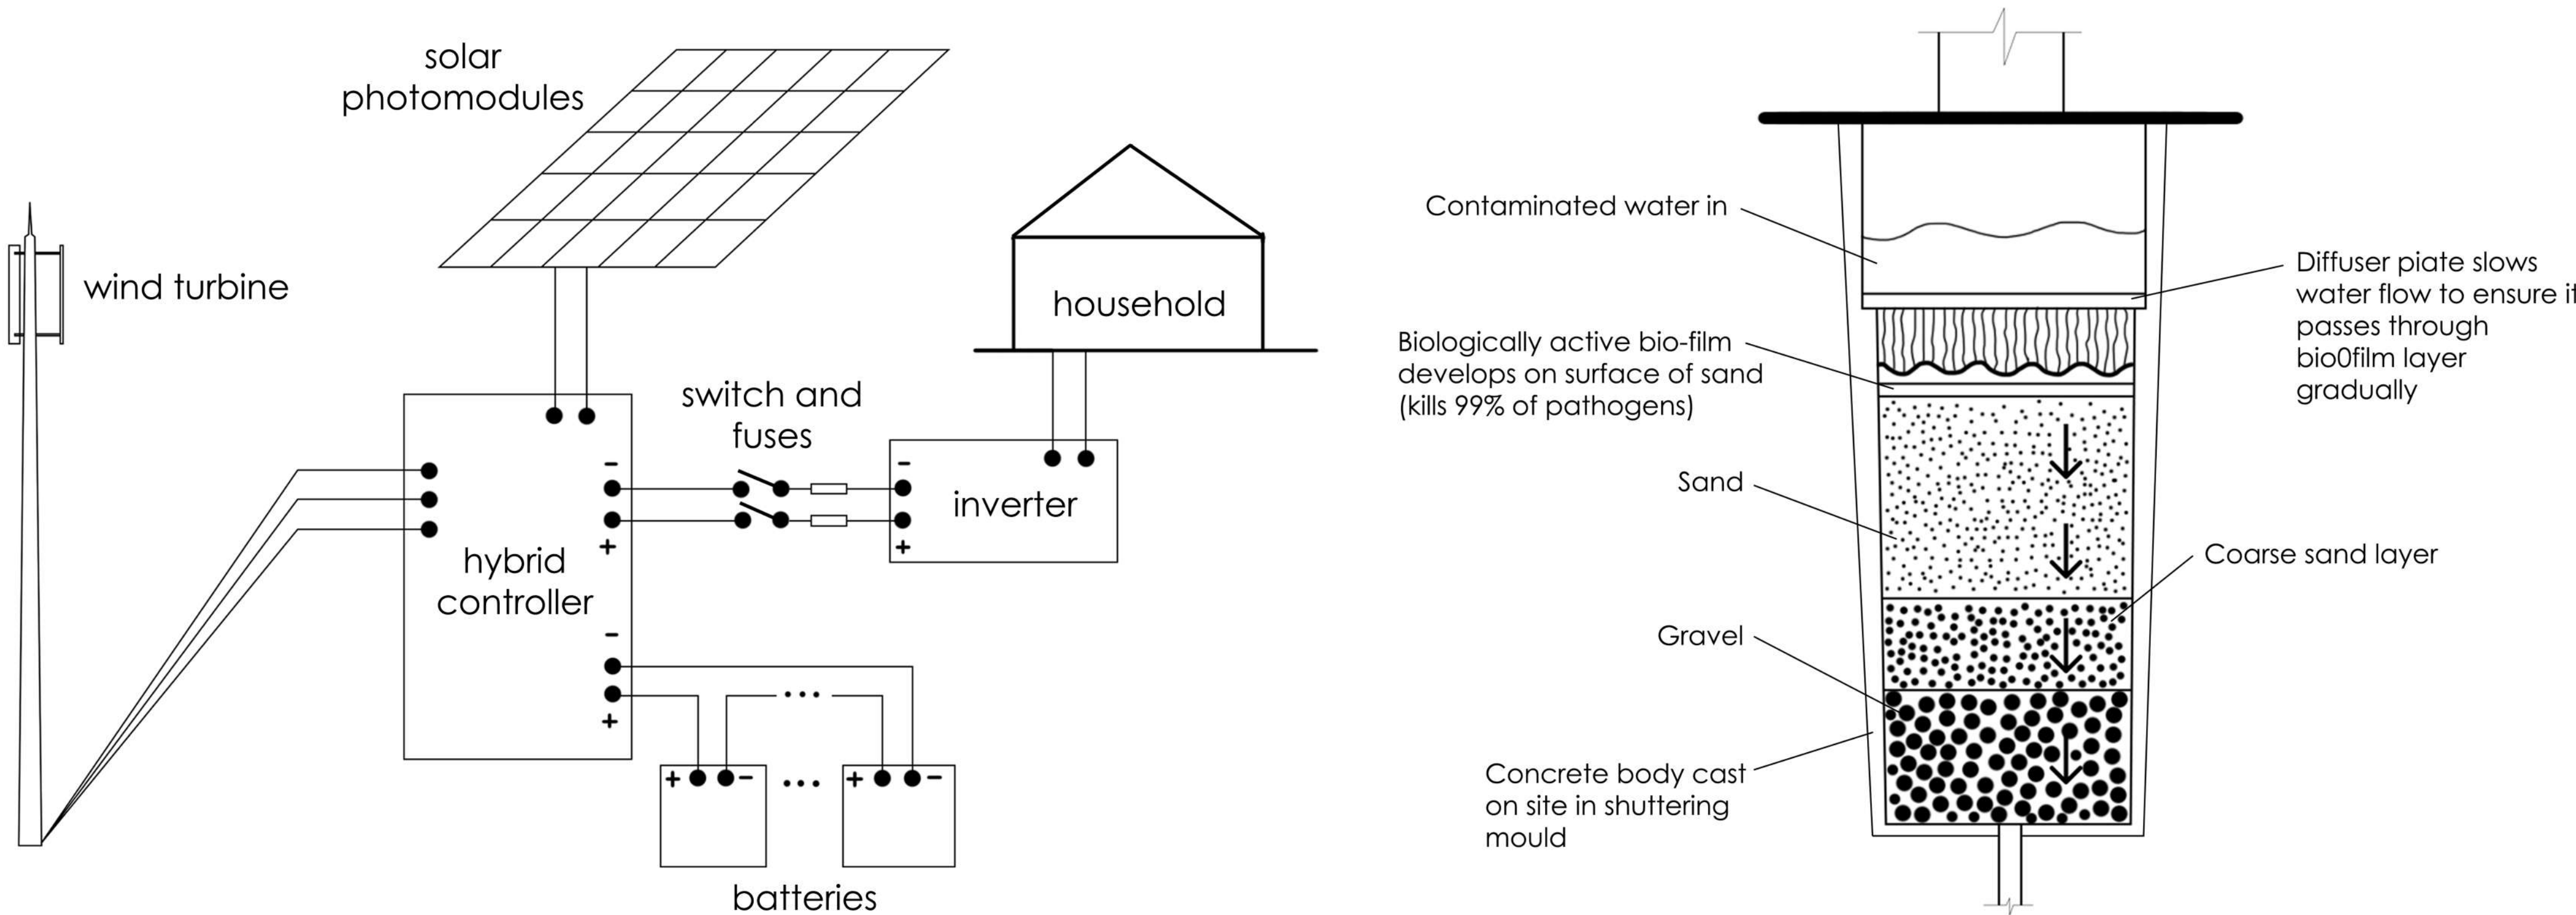 solar
photomodules
wind turbine
household
switch and
fuses
-
-
inverter
+
+
hybrid
controller
-
+
+ - ... + -
...
batteries
Contaminated water in
Diffuser piate slows
water flow to ensure it
passes through
bio0film layer
gradually
Biologically active bio-film
develops on surface of sand
(kills 99% of pathogens)
Sand
Coarse sand layer
Gravel
Concrete body cast
on site in shuttering
mould